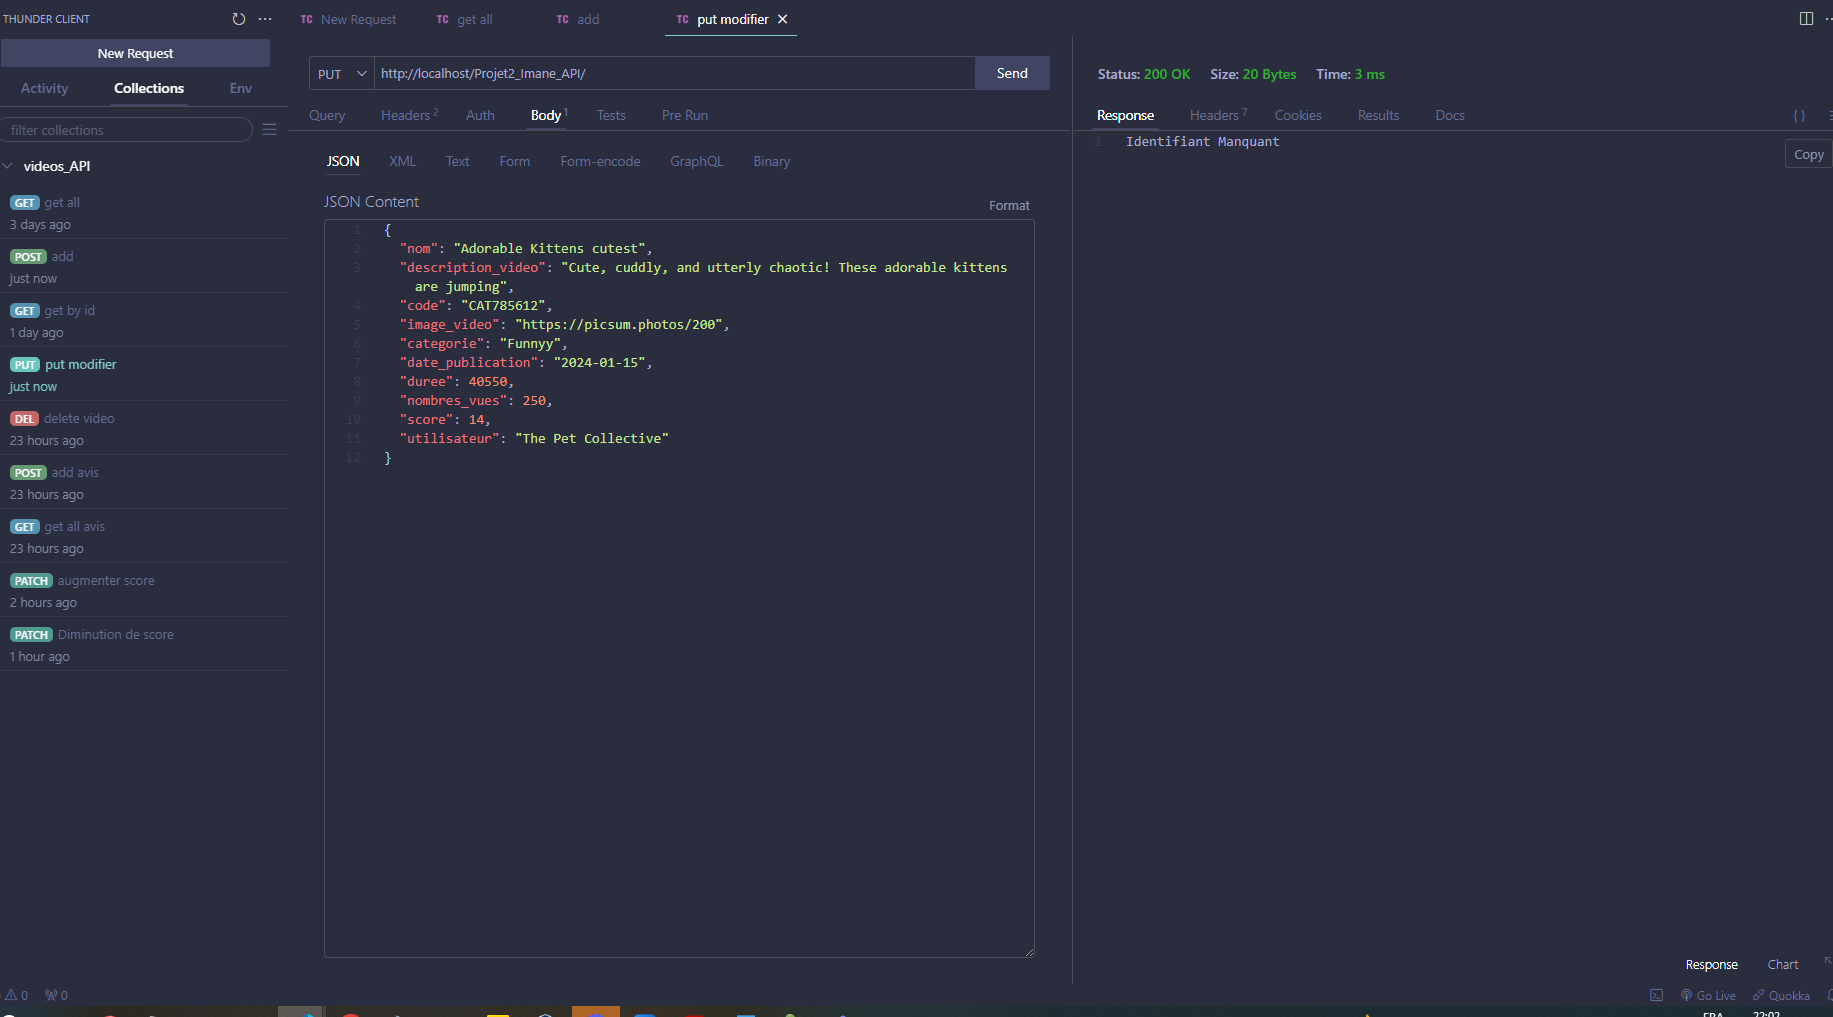 THUNDER CLIENT
New Request
Activity Collections Env
filter collections
videos_API
GET get all
3 days ago
POST add
just now
GET get by id
1 day ago
PUT put modifier
just now
DEL delete video
23 hours ago
POST add avis
23 hours ago
GET get all avis
23 hours ago
PATCH augmenter score
2 hours ago
PATCH Diminution de score
1 hour ago
TC New Request TC get all TC add TC put modifier
PUT http://localhost/Projet2_Imane_API/ Send
Query Headers 2 Auth Body 1 Tests Pre Run
JSON XML Text Form Form-encode GraphQL Binary
JSON Content Format
1 {
2 "nom": "Adorable Kittens cutest",
3 "description_video": "Cute, cuddly, and utterly chaotic! These adorable kittens
are jumping",
4 "code": "CAT785612",
5 "image_video": "https://picsum.photos/200",
6 "categorie": "Funnyy",
7 "date_publication": "2024-01-15",
8 "duree": 40550,
9 "nombres_vues": 250,
10 "score": 14,
11 "utilisateur": "The Pet Collective"
12 }
Status: 200 OK Size: 20 Bytes Time: 3 ms
Response Headers 7 Cookies Results Docs { }
1 Identifiant Manquant
Copy
Response Chart
0 0 Go Live Quokka
FRA 22:02